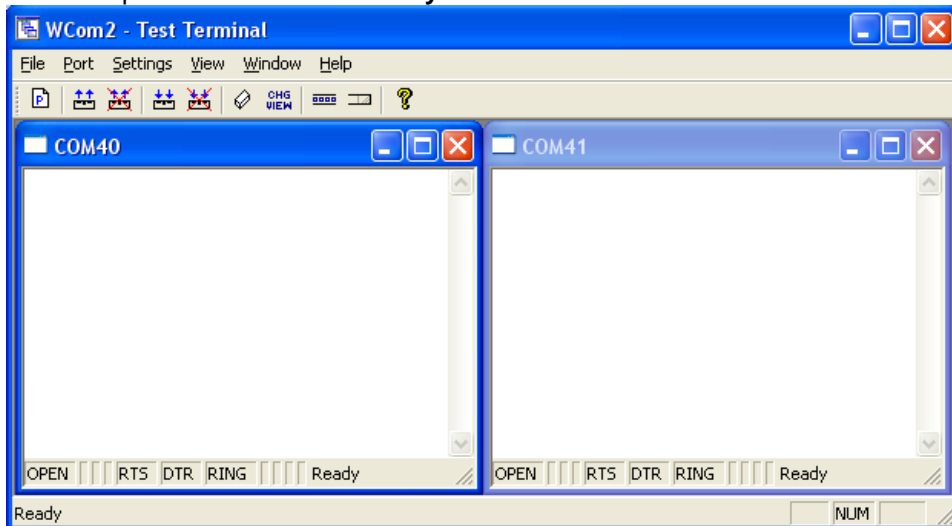 WCom2 - Test Terminal
File Port Settings View Window Help
P CHG VIEW ?
COM40
COM41
OPEN RTS DTR RING Ready
OPEN RTS DTR RING Ready
Ready NUM